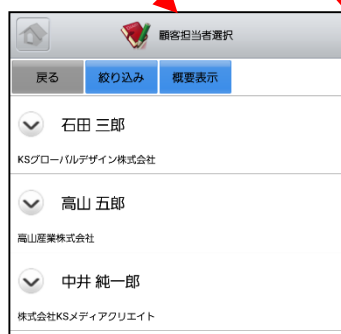 顧客担当者選択
戻る 絞り込み 概要表示
石田 三郎
KSグローバルデザイン株式会社
高山 五郎
高山産業株式会社
中井 純一郎
株式会社KSメディアクリエイト